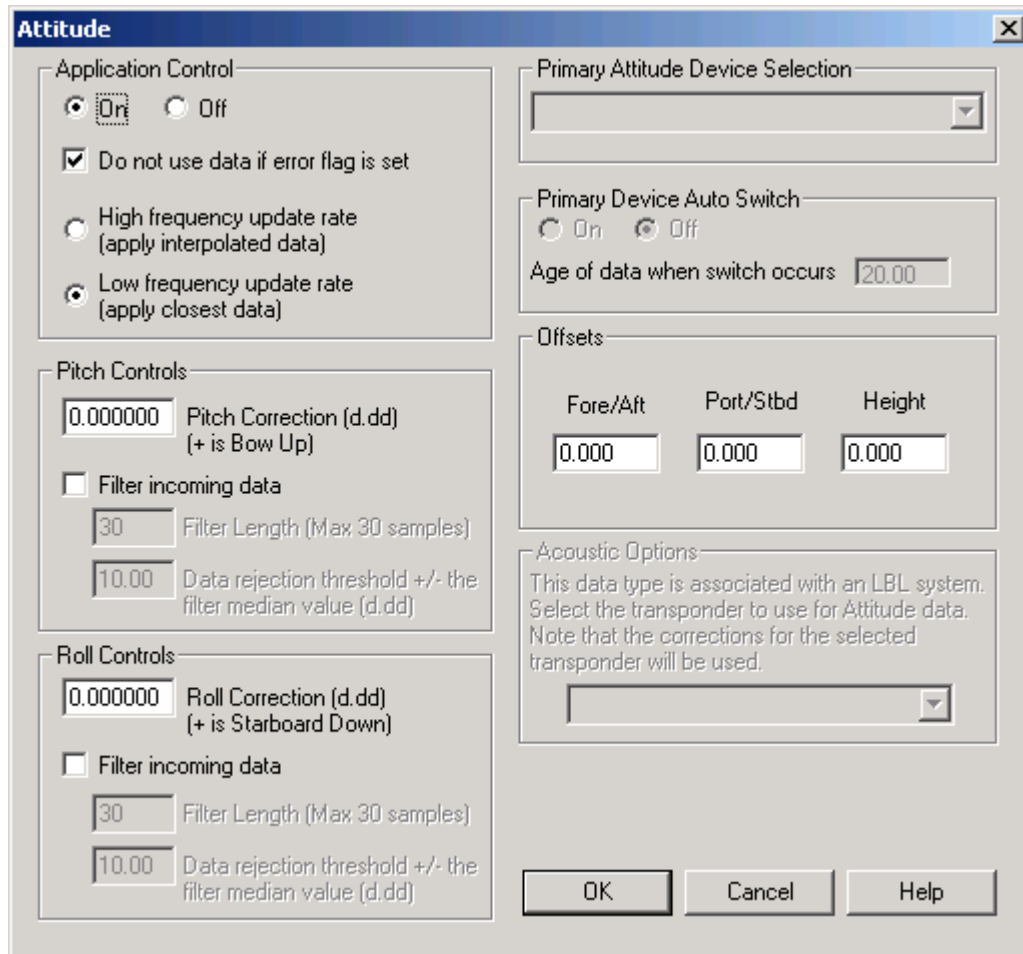 Attitude
Application Control
On Off
Do not use data if error flag is set
High frequency update rate
(apply interpolated data)
Low frequency update rate
(apply closest data)
Pitch Controls
0.000000 Pitch Correction (d.dd)
(+ is Bow Up)
Filter incoming data
30 Filter Length (Max 30 samples)
10.00 Data rejection threshold +/- the
filter median value (d.dd)
Roll Controls
0.000000 Roll Correction (d.dd)
(+ is Starboard Down)
Filter incoming data
30 Filter Length (Max 30 samples)
10.00 Data rejection threshold +/- the
filter median value (d.dd)
Primary Attitude Device Selection
Primary Device Auto Switch
On Off
Age of data when switch occurs 20.00
Offsets
Fore/Aft Port/Stbd Height
0.000 0.000 0.000
Acoustic Options
This data type is associated with an LBL system.
Select the transponder to use for Attitude data.
Note that the corrections for the selected
transponder will be used.
OK Cancel Help